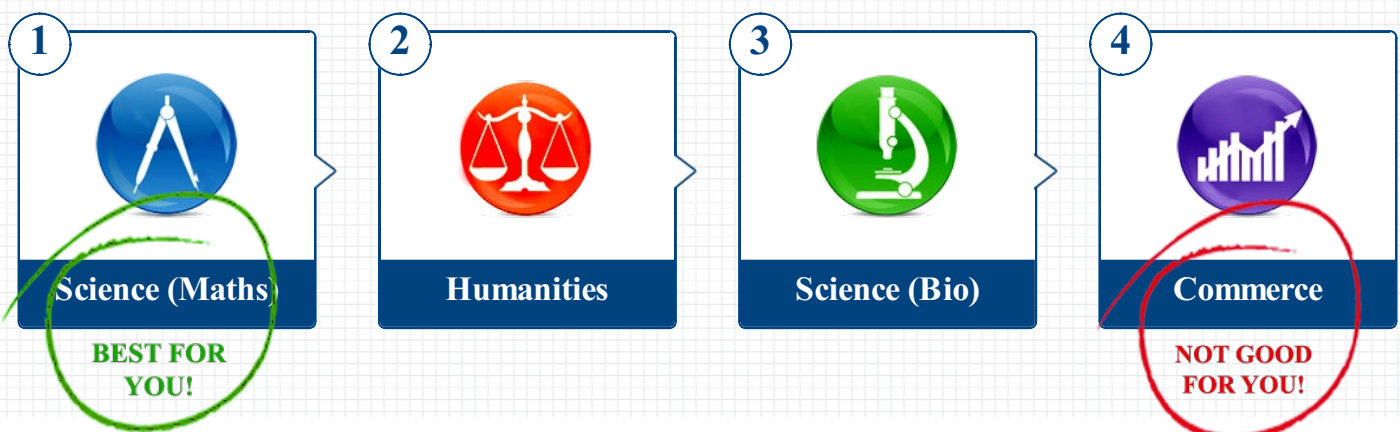 1
2
3
4
Science (Maths)
Humanities
Science (Bio)
Commerce
BEST FOR
YOU!
NOT GOOD
FOR YOU!